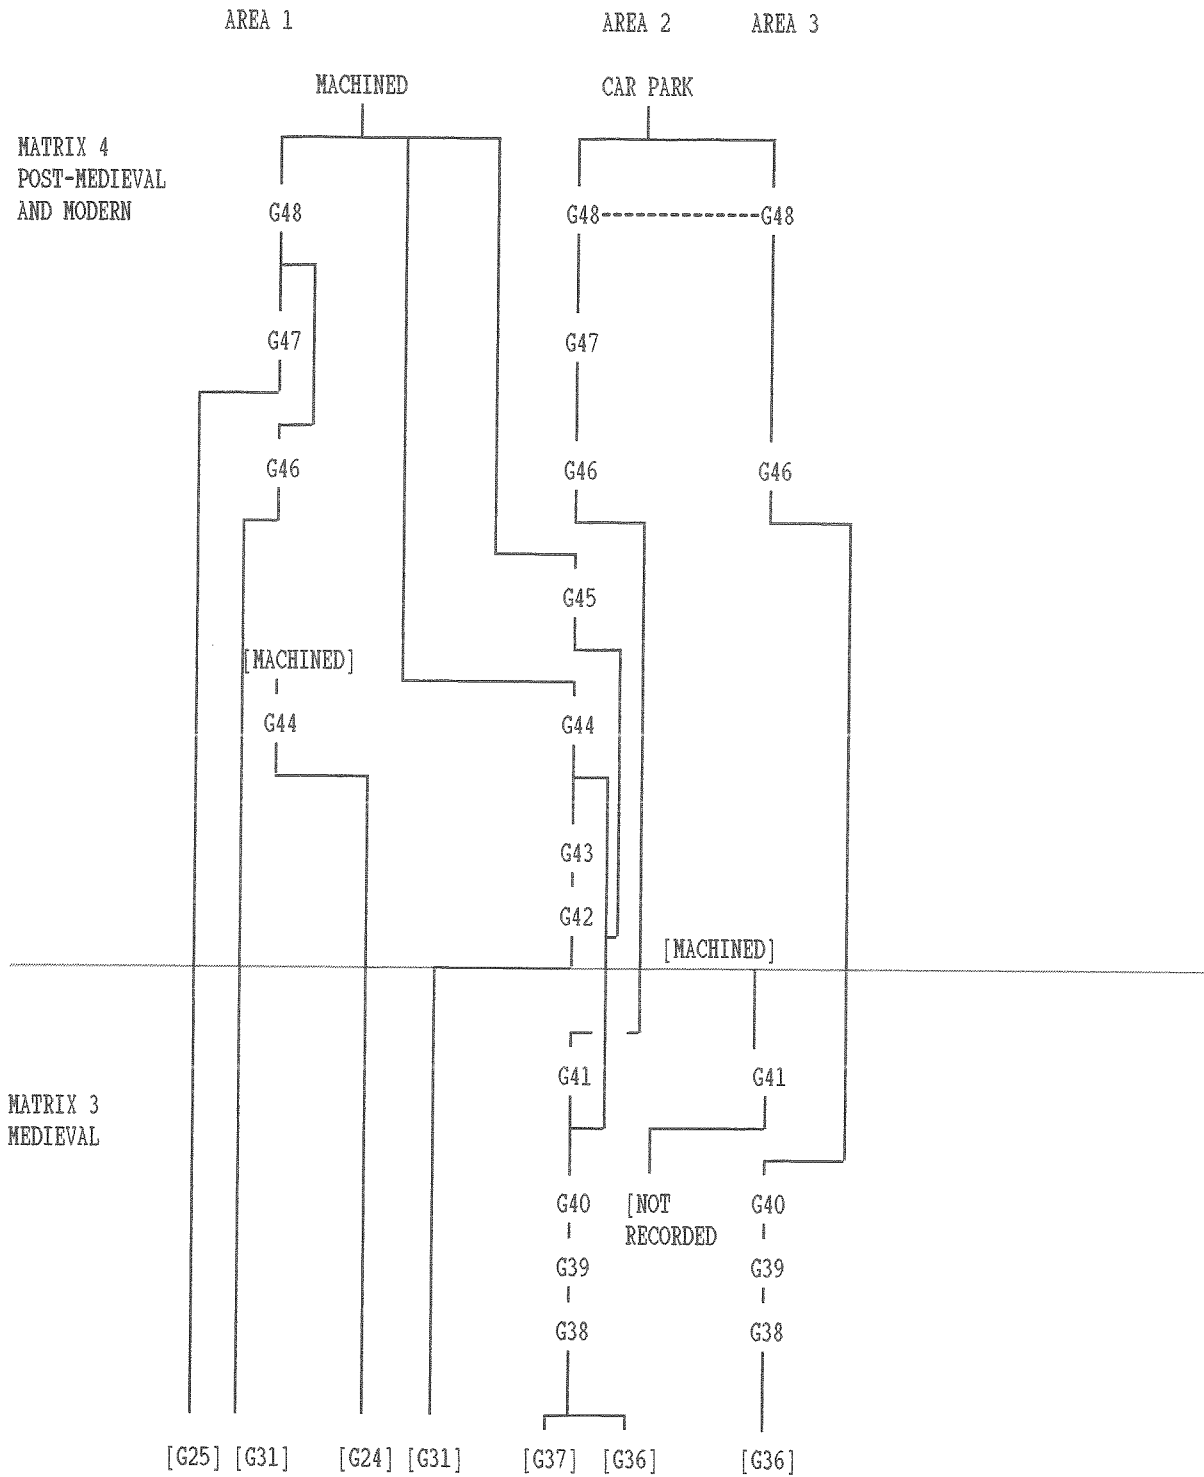 AREA 1 AREA 2 AREA 3
MACHINED CAR PARK
MATRIX 4
POST-MEDIEVAL
AND MODERN
G48 G48 G48
G47 G47
G46 G46 G46
G45
[MACHINED]
G44 G44
G43
G42
[MACHINED]
G41 G41
MATRIX 3
MEDIEVAL
G40 [NOT G40
RECORDED
G39 G39
G38 G38
[G25] [G31] [G24] [G31] [G37] [G36] [G36]